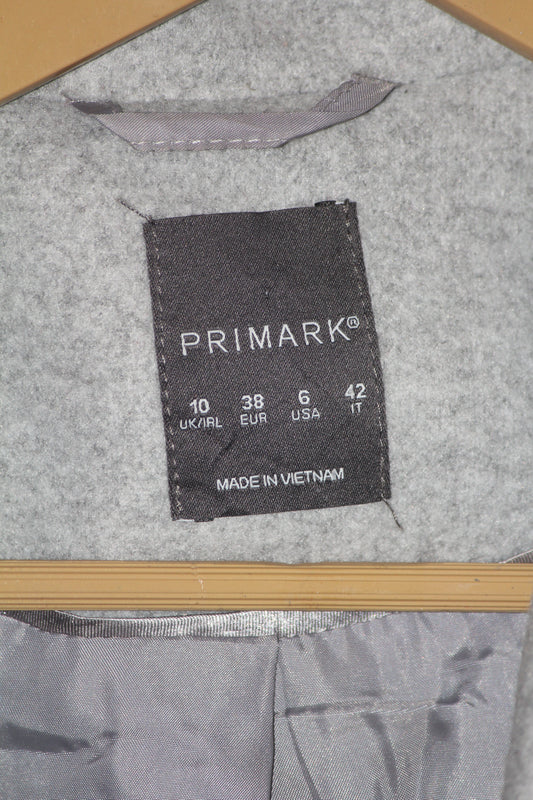 PRIMARK®
10 38 6 42
UK/IRL EUR USA IT
MADE IN VIETNAM